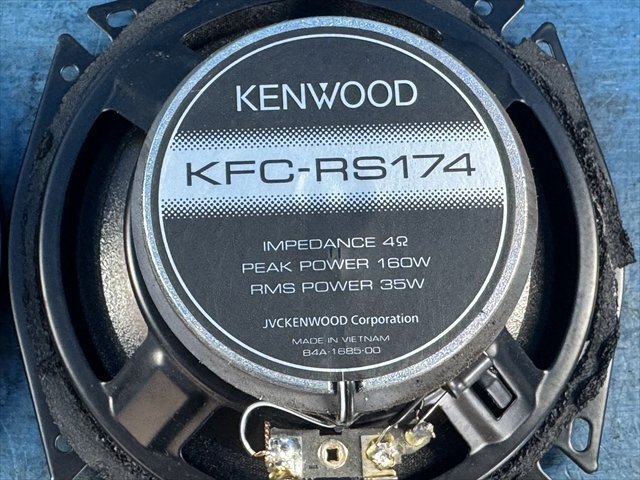 KENWOOD
KFC-RS174
IMPEDANCE 4Ω
PEAK POWER 160W
RMS POWER 35W
JVCKENWOOD Corporation
MADE IN VIETNAM
B4A-1685-00